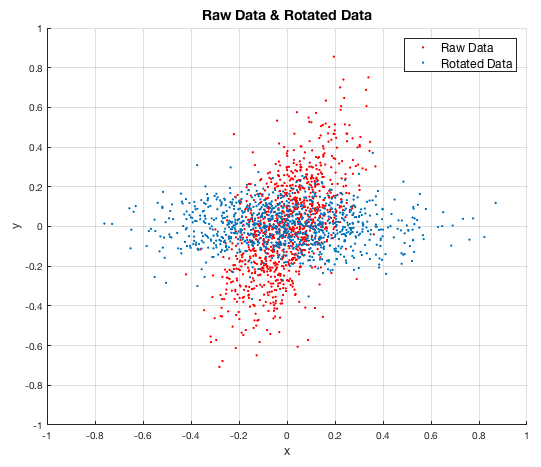 Raw Data & Rotated Data
Raw Data
Rotated Data
1
0.8
0.6
0.4
0.2
0
-0.2
-0.4
-0.6
-0.8
-1
y
-1 -0.8 -0.6 -0.4 -0.2 0 0.2 0.4 0.6 0.8 1
x